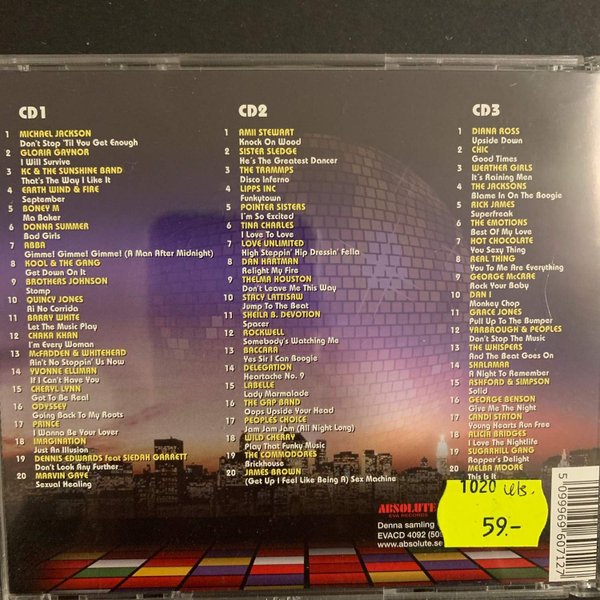 CD1
1 MICHAEL JACKSON
Don't Stop 'Til You Get Enough
2 GLORIA GAYNOR
I Will Survive
3 KC & THE SUNSHINE BAND
That's The Way I Like It
4 EARTH WIND & FIRE
September
5 BONEY M
Ma Baker
6 DONNA SUMMER
Bad Girls
7 ABBA
Gimme! Gimme! Gimme! (A Man After Midnight)
8 KOOL & THE GANG
Get Down On It
9 BROTHERS JOHNSON
Stomp
10 QUINCY JONES
Ai No Corrida
11 BARRY WHITE
Let The Music Play
12 CHAKA KHAN
I'm Every Woman
13 McFADDEN & WHITEHEAD
Ain't No Stoppin' Us Now
14 YVONNE ELLIMAN
If I Can't Have You
15 CHERYL LYNN
Got To Be Real
16 ODYSSEY
Going Back To My Roots
17 PRINCE
I Wanna Be Your Lover
18 IMAGINATION
Just An Illusion
19 DENNIS EDWARDS feat SIEDAH GARRETT
Don't Look Any Further
20 MARVIN GAYE
Sexual Healing
CD2
1 AMII STEWART
Knock On Wood
2 SISTER SLEDGE
He's The Greatest Dancer
3 THE TRAMMPS
Disco Inferno
4 LIPPS INC
Funkytown
5 POINTER SISTERS
I'm So Excited
6 TINA CHARLES
I Love To Love
7 LOVE UNLIMITED
High Steppin' Hip Dressin' Fella
8 DAN HARTMAN
Relight My Fire
9 THELMA HOUSTON
Don't Leave Me This Way
10 STACY LATTISAW
Jump To The Beat
11 SHEILA B. DEVOTION
Spacer
12 ROCKWELL
Somebody's Watching Me
13 BACCARA
Yes Sir I Can Boogie
14 DELEGATION
Heartache No. 9
15 LABELLE
Lady Marmalade
16 THE GAP BAND
Oops Upside Your Head
17 PEOPLES CHOICE
Jam Jam Jam (All Night Long)
18 WILD CHERRY
Play That Funky Music
19 THE COMMODORES
Brickhouse
20 JAMES BROWN
(Get Up I Feel Like Being A) Sex Machine
CD3
1 DIANA ROSS
Upside Down
2 CHIC
Good Times
3 WEATHER GIRLS
It's Raining Men
4 THE JACKSONS
Blame In On The Boogie
5 RICK JAMES
Superfreak
6 THE EMOTIONS
Best Of My Love
7 HOT CHOCOLATE
You Sexy Thing
8 REAL THING
You To Me Are Everything
9 GEORGE McCRAE
Rock Your Baby
10 DAN I
Monkey Chop
11 GRACE JONES
Pull Up To The Bumper
12 YARBROUGH & PEOPLES
Don't Stop The Music
13 THE WHISPERS
And The Beat Goes On
14 SHALAMAR
A Night To Remember
15 ASHFORD & SIMPSON
Solid
16 GEORGE BENSON
Give Me The Night
17 CANDI STATON
Young Hearts Run Free
18 ALICIA BRIDGES
I Love The Nightlife
19 SUGARHILL GANG
Rapper's Delight
20 MELBA MOORE
This Is It
ABSOLUTE
EVA RECORDS
Denna samling
EVACD 4092
www.absolute.se
1020
59.-
5 099969 607127